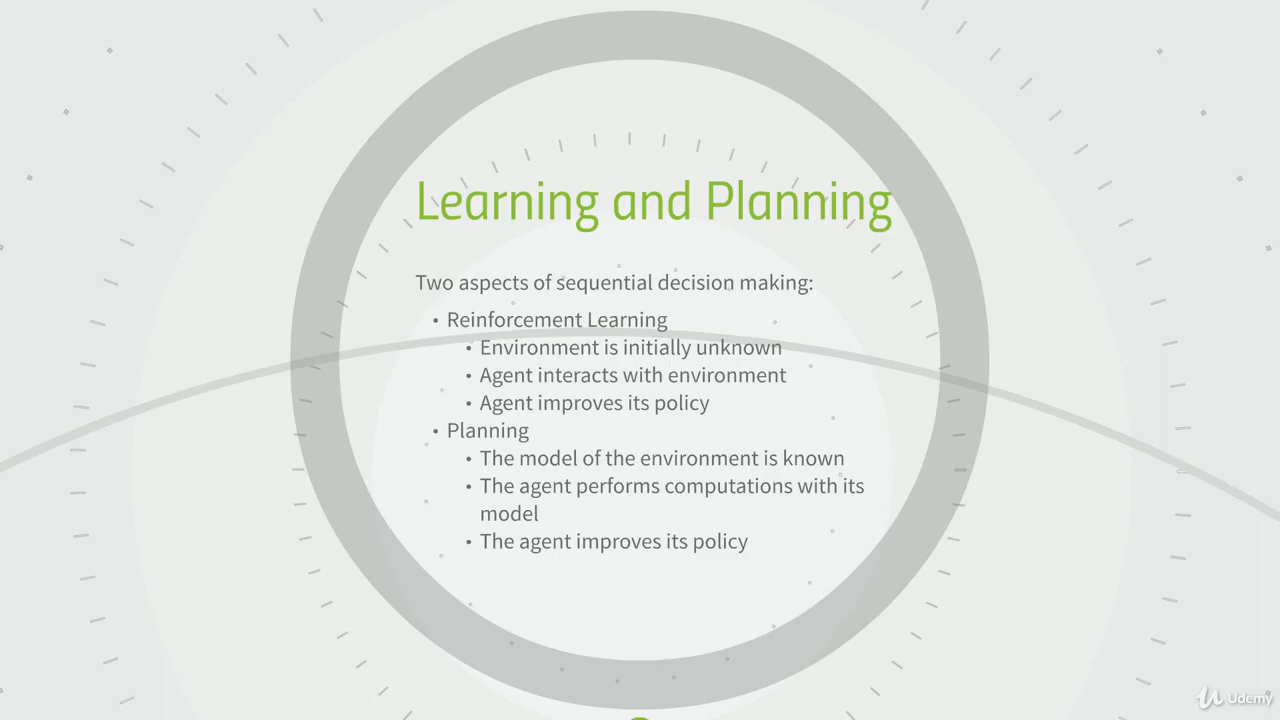 Learning and Planning
Two aspects of sequential decision making:
• Reinforcement Learning
• Environment is initially unknown
• Agent interacts with environment
• Agent improves its policy
• Planning
• The model of the environment is known
• The agent performs computations with its
model
• The agent improves its policy
Udemy